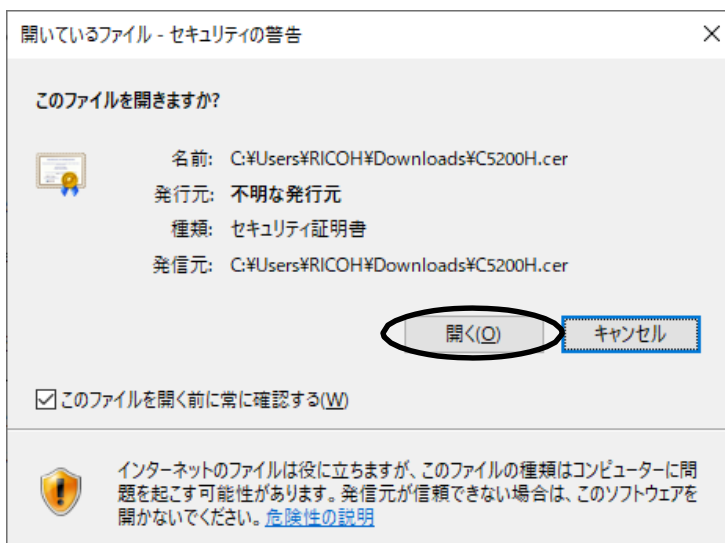 開いているファイル - セキュリティの警告
このファイルを開きますか?
名前: C:¥Users¥RICOH¥Downloads¥C5200H.cer
発行元: 不明な発行元
種類: セキュリティ証明書
発信元: C:¥Users¥RICOH¥Downloads¥C5200H.cer
開く(O) キャンセル
このファイルを開く前に常に確認する(W)
インターネットのファイルは役に立ちますが、このファイルの種類はコンピューターに問
題を起こす可能性があります。発信元が信頼できない場合は、このソフトウェアを
開かないでください。危険性の説明